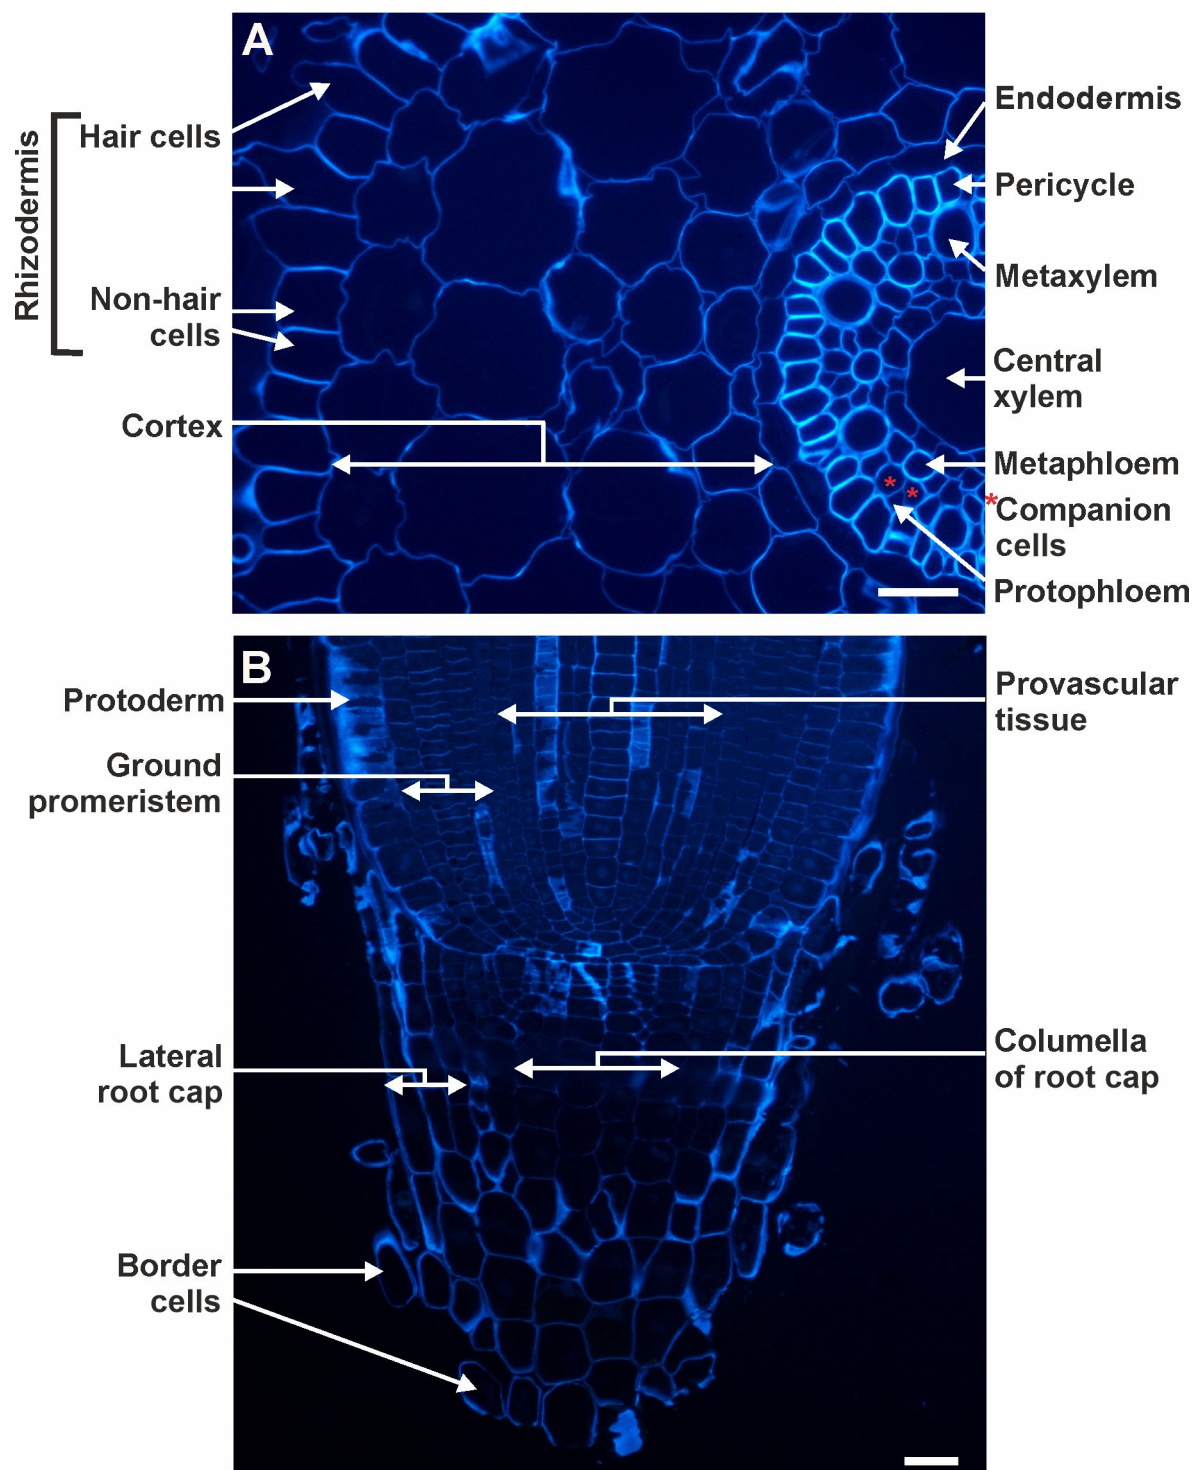 A
Rhizodermis
Hair cells
Non-hair
cells
Cortex
Endodermis
Pericycle
Metaxylem
Central
xylem
Metaphloem
* *
*Companion
cells
Protophloem
B
Protoderm
Ground
promeristem
Lateral
root cap
Border
cells
Provascular
tissue
Columella
of root cap